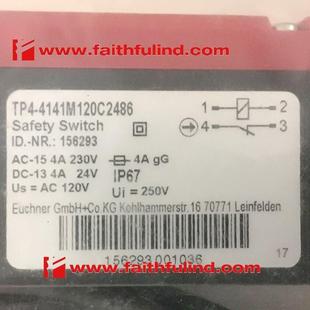 www.faithfulind.com
TP4-4141M120C2486
Safety Switch
ID.-NR.: 156293
AC-15 4A 230V 4A gG
DC-13 4A 24V IP67
Us = AC 120V Ui = 250V
Euchner GmbH+Co.KG Kohlhammerstr.16 70771 Leinfelden
1 2
4 3
17
156293001036
www.faithfulind.com